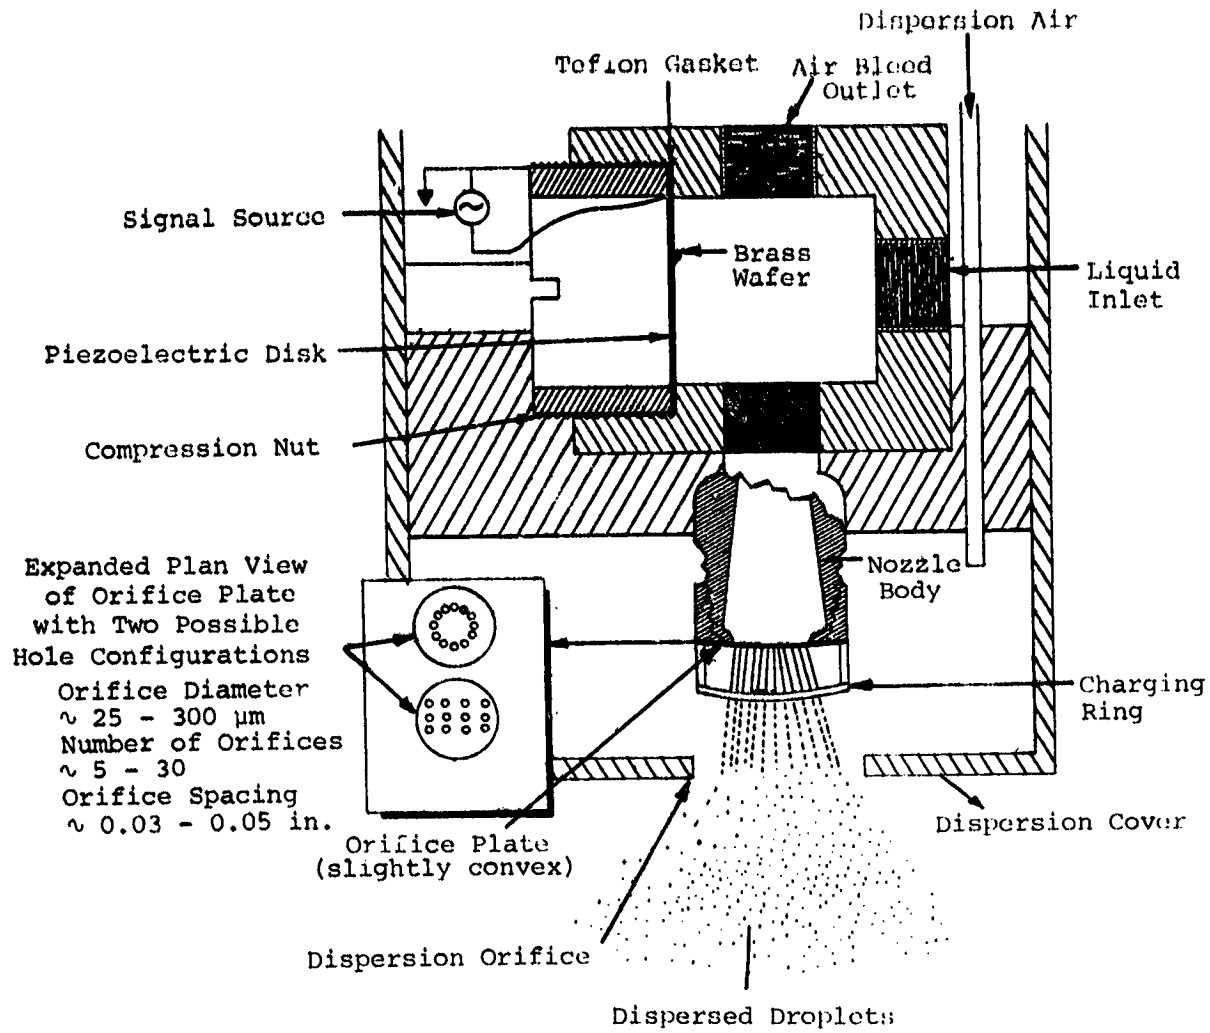 Dispersion Air
Teflon Gasket
Air Bleed
Outlet
Signal Source
Brass
Wafer
Liquid
Inlet
Piezoelectric Disk
Compression Nut
Nozzle
Body
Expanded Plan View
of Orifice Plate
with Two Possible
Hole Configurations
Orifice Diameter
~ 25 - 300 µm
Number of Orifices
~ 5 - 30
Orifice Spacing
~ 0.03 - 0.05 in.
Charging
Ring
Orifice Plate
(slightly convex)
Dispersion Cover
Dispersion Orifice
Dispersed Droplets